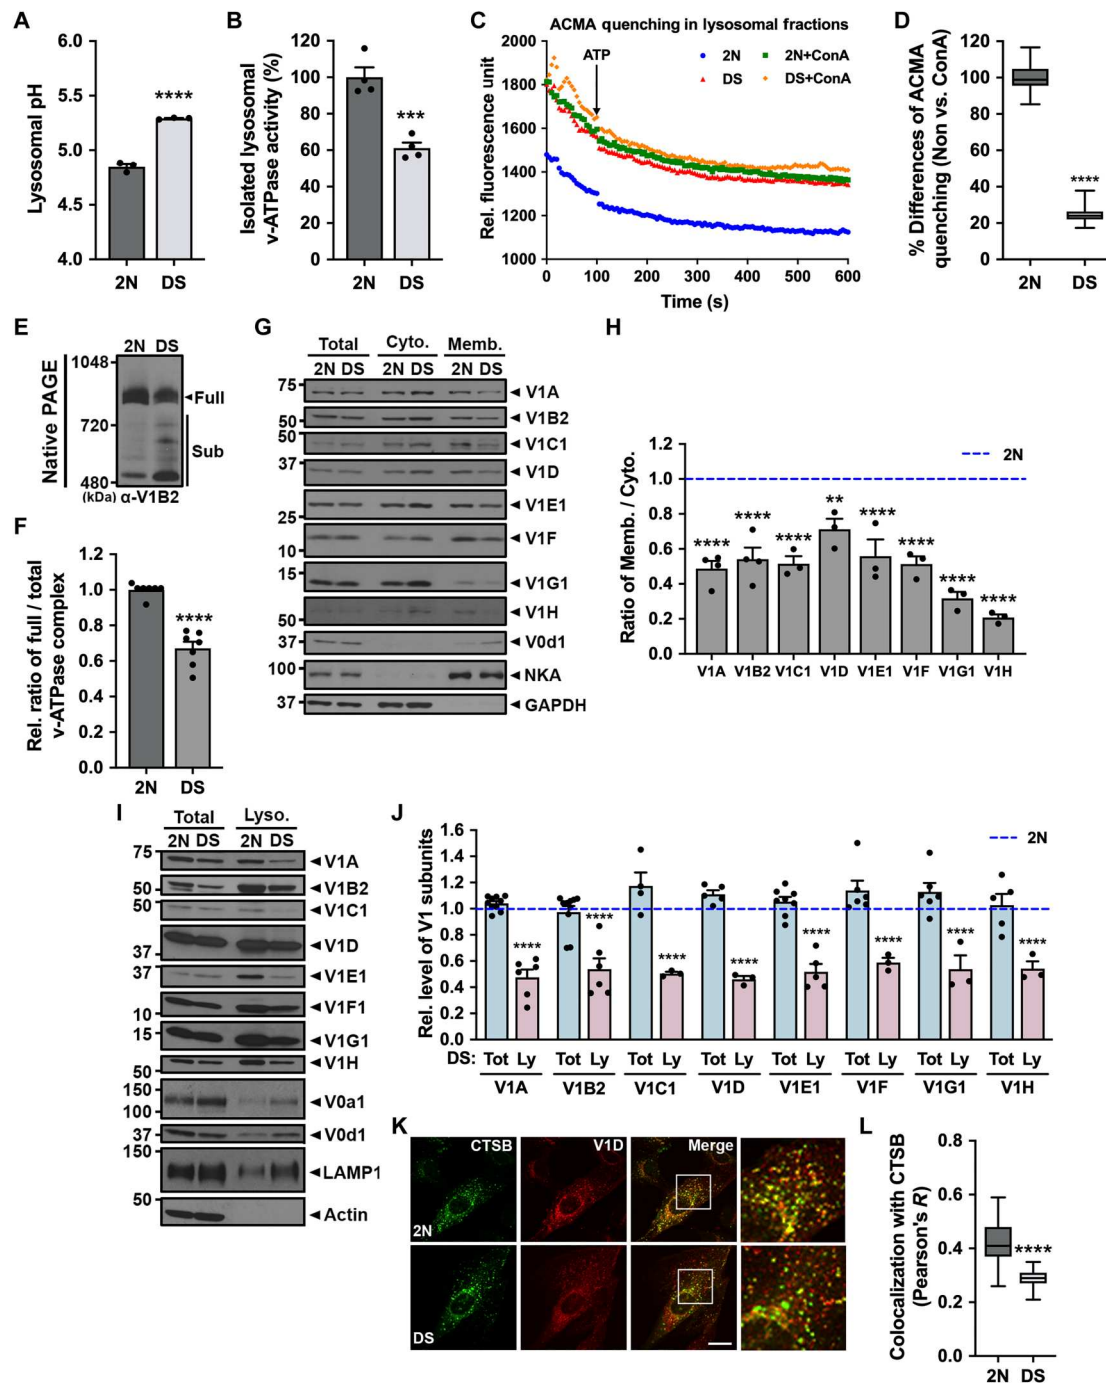 A
Lysosomal pH
6.0
5.5
5.0
4.5
4.0
****
2N
DS
B
Isolated lysosomal
v-ATPase activity (%)
140
120
100
80
60
40
20
0
***
2N
DS
C
ACMA quenching in lysosomal fractions
Rel. fluorescence unit
2000
1800
1600
1400
1200
1000
ATP
2N
2N+ConA
DS
DS+ConA
0
100
200
300
400
500
600
Time (s)
D
% Differences of ACMA
quenching (Non vs. ConA)
120
100
80
60
40
20
0
****
2N
DS
E
Native PAGE
2N DS
1048
720
480
(kDa)
Full
Sub
α-V1B2
F
Rel. ratio of full / total
v-ATPase complex
1.2
1.0
0.8
0.6
0.4
0.2
0.0
****
2N
DS
G
Total Cyto. Memb.
2N DS 2N DS 2N DS
75
V1A
50
V1B2
50
V1C1
37
V1D
25
V1E1
10
V1F
15
V1G1
50
V1H
37
V0d1
100
NKA
37
GAPDH
H
Ratio of Memb. / Cyto.
1.2
1.0
0.8
0.6
0.4
0.2
0.0
2N
**** **** **** ** **** **** **** ****
V1A V1B2 V1C1 V1D V1E1 V1F V1G1 V1H
I
Total Lyso.
2N DS 2N DS
75
V1A
50
V1B2
50
V1C1
37
V1D
37
V1E1
10
V1F1
15
V1G1
50
V1H
150
100
V0a1
37
V0d1
150
LAMP1
50
Actin
J
Rel. level of V1 subunits
1.6
1.4
1.2
1.0
0.8
0.6
0.4
0.2
0.0
2N
**** **** **** **** **** **** **** ****
DS: Tot Ly Tot Ly Tot Ly Tot Ly Tot Ly Tot Ly Tot Ly Tot Ly
V1A V1B2 V1C1 V1D V1E1 V1F V1G1 V1H
K
CTSB
V1D
Merge
2N
DS
L
Colocalization with CTSB
(Pearson's R)
0.8
0.6
0.4
0.2
0.0
****
2N
DS